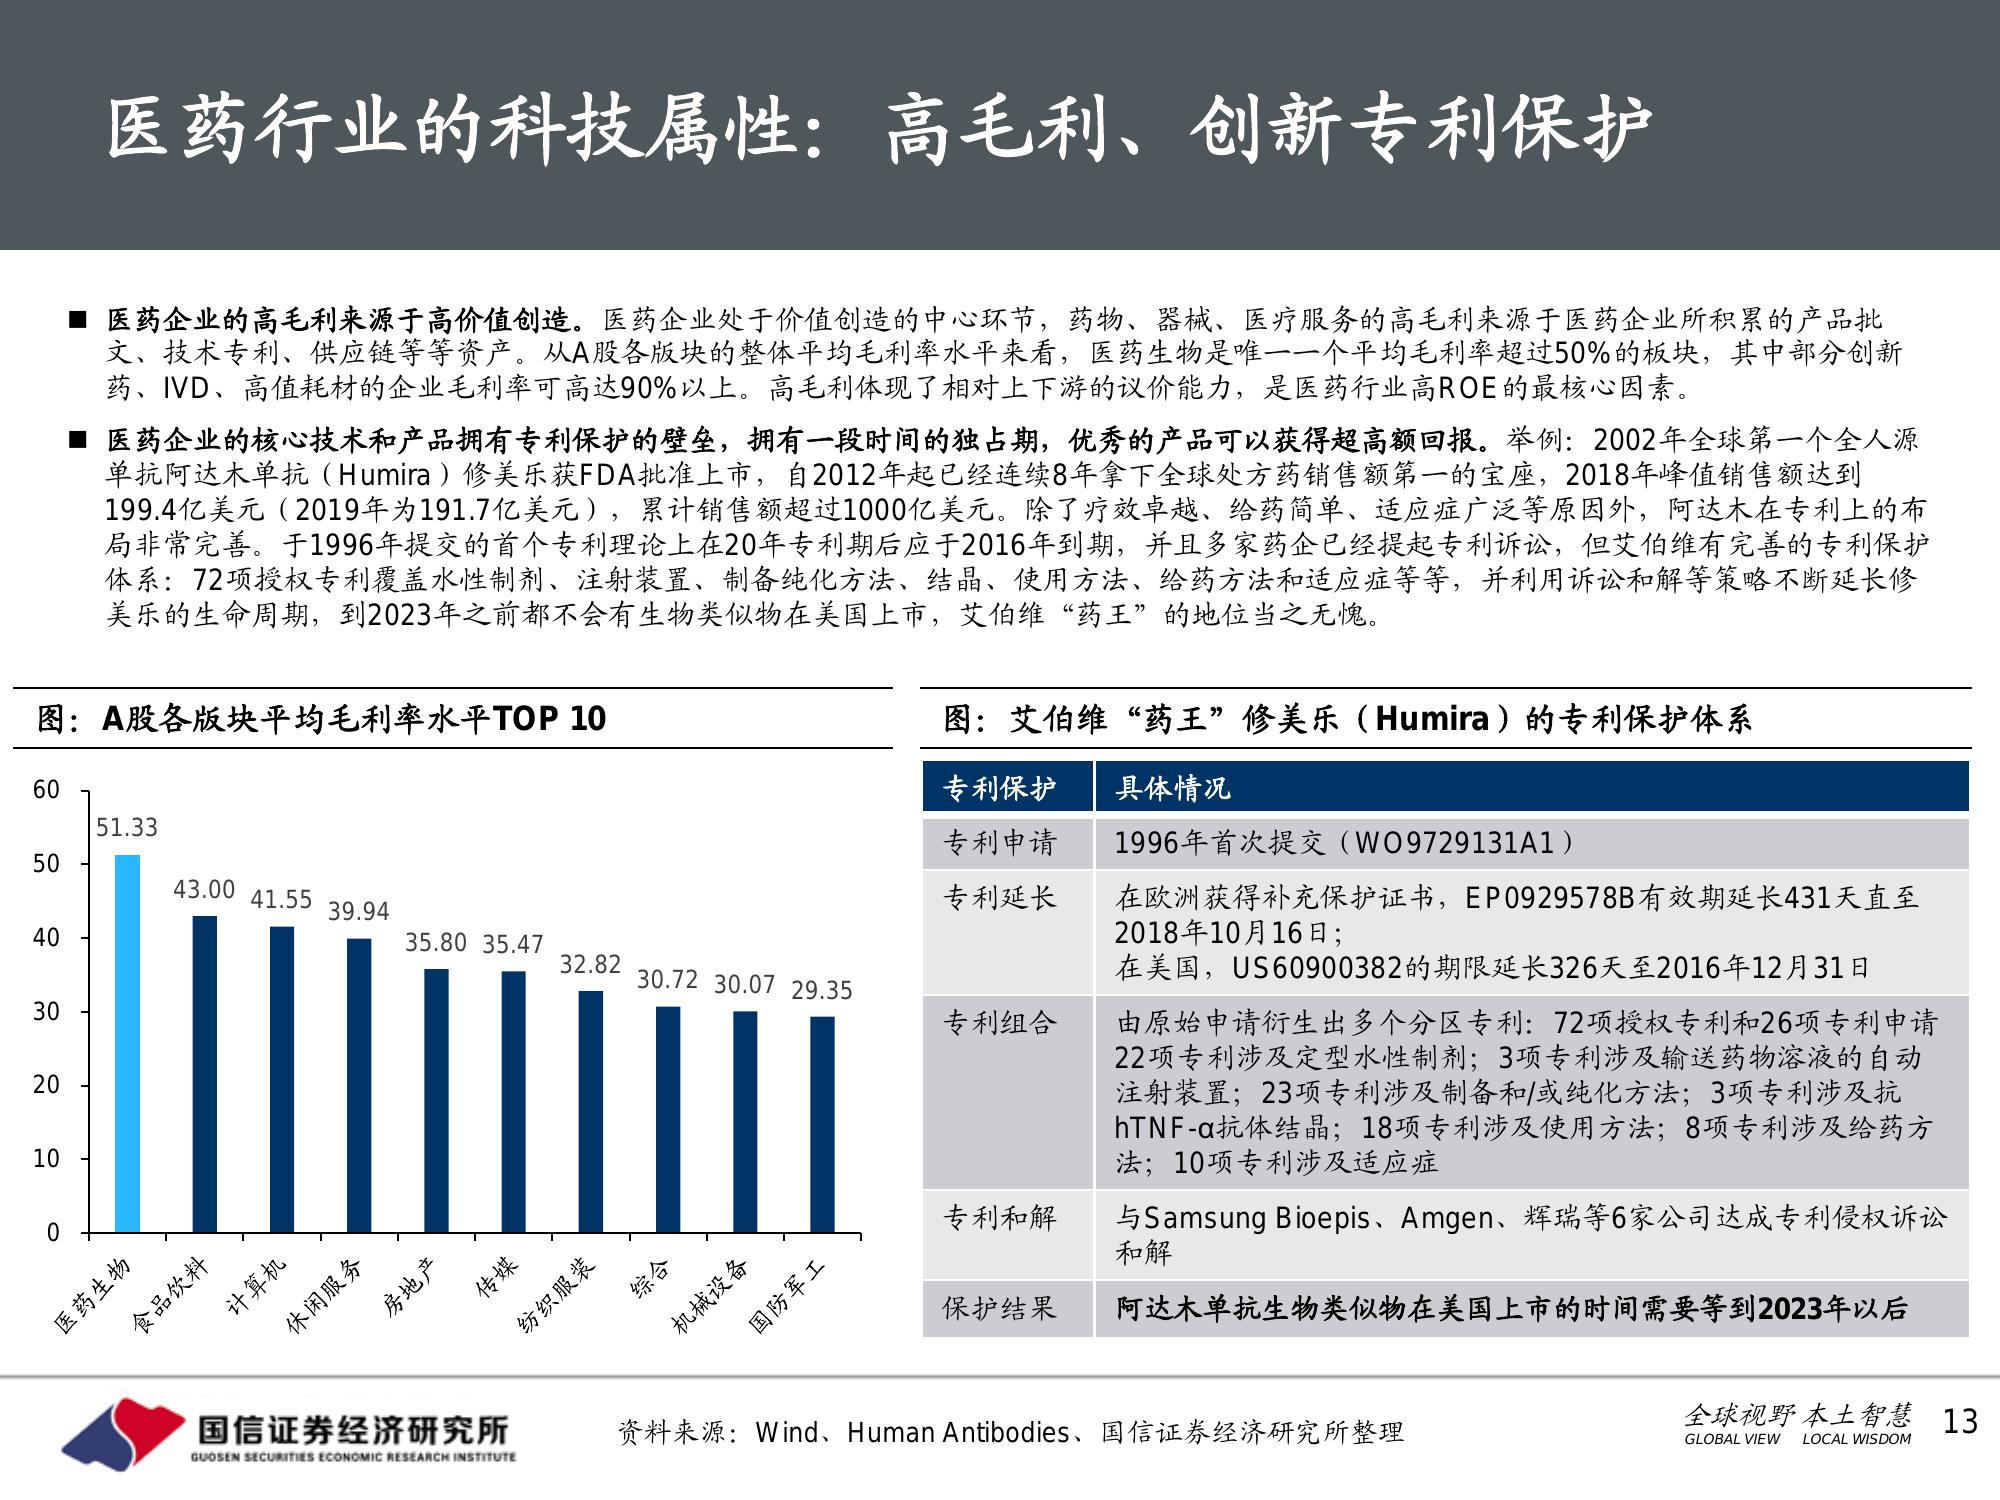 医药行业的科技属性：高毛利、创新专利保护
■ 医药企业的高毛利来源于高价值创造。医药企业处于价值创造的中心环节，药物、器械、医疗服务的高毛利来源于医药企业所积累的产品批
文、技术专利、供应链等等资产。从A股各版块的整体平均毛利率水平来看，医药生物是唯一一个平均毛利率超过50%的板块，其中部分创新
药、IVD、高值耗材的企业毛利率可高达90%以上。高毛利体现了相对上下游的议价能力，是医药行业高ROE的最核心因素。
■ 医药企业的核心技术和产品拥有专利保护的壁垒，拥有一段时间的独占期，优秀的产品可以获得超高额回报。举例：2002年全球第一个全人源
单抗阿达木单抗（Humira）修美乐获FDA批准上市，自2012年起已经连续8年拿下全球处方药销售额第一的宝座，2018年峰值销售额达到
199.4亿美元（2019年为191.7亿美元），累计销售额超过1000亿美元。除了疗效卓越、给药简单、适应症广泛等原因外，阿达木在专利上的布
局非常完善。于1996年提交的首个专利理论上在20年专利期后应于2016年到期，并且多家药企已经提起专利诉讼，但艾伯维有完善的专利保护
体系：72项授权专利覆盖水性制剂、注射装置、制备纯化方法、结晶、使用方法、给药方法和适应症等等，并利用诉讼和解等策略不断延长修
美乐的生命周期，到2023年之前都不会有生物类似物在美国上市，艾伯维“药王”的地位当之无愧。
图：A股各版块平均毛利率水平TOP 10
60
50
40
30
20
10
0
51.33
43.00
41.55
39.94
35.80
35.47
32.82
30.72
30.07
29.35
医药生物
食品饮料
计算机
休闲服务
房地产
传媒
纺织服装
综合
机械设备
国防军工
图：艾伯维“药王”修美乐（Humira）的专利保护体系
专利保护 具体情况
专利申请 1996年首次提交（WO9729131A1）
专利延长 在欧洲获得补充保护证书，EP0929578B有效期延长431天直至
2018年10月16日；
在美国，US60900382的期限延长326天至2016年12月31日
专利组合 由原始申请衍生出多个分区专利：72项授权专利和26项专利申请
22项专利涉及定型水性制剂；3项专利涉及输送药物溶液的自动
注射装置；23项专利涉及制备和/或纯化方法；3项专利涉及抗
hTNF-α抗体结晶；18项专利涉及使用方法；8项专利涉及给药方
法；10项专利涉及适应症
专利和解 与Samsung Bioepis、Amgen、辉瑞等6家公司达成专利侵权诉讼
和解
保护结果 阿达木单抗生物类似物在美国上市的时间需要等到2023年以后
国信证券经济研究所
GUOSEN SECURITIES ECONOMIC RESEARCH INSTITUTE
资料来源：Wind、Human Antibodies、国信证券经济研究所整理
全球视野 本土智慧
GLOBAL VIEW LOCAL WISDOM
13